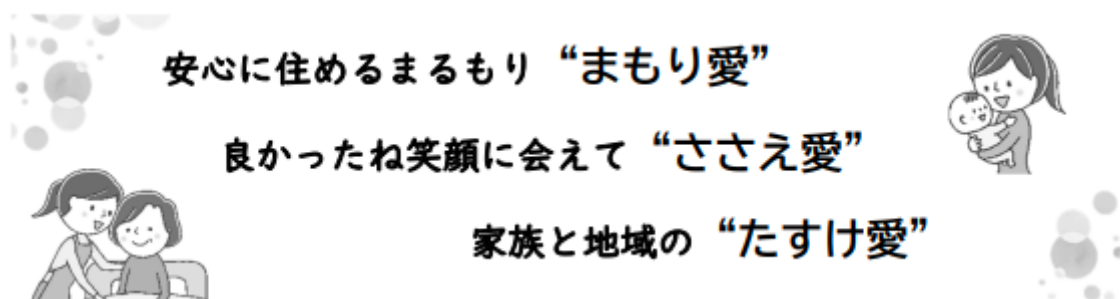 安心に住めるまるもり “まもり愛”
良かったね笑顔に会えて “ささえ愛”
家族と地域の “たすけ愛”